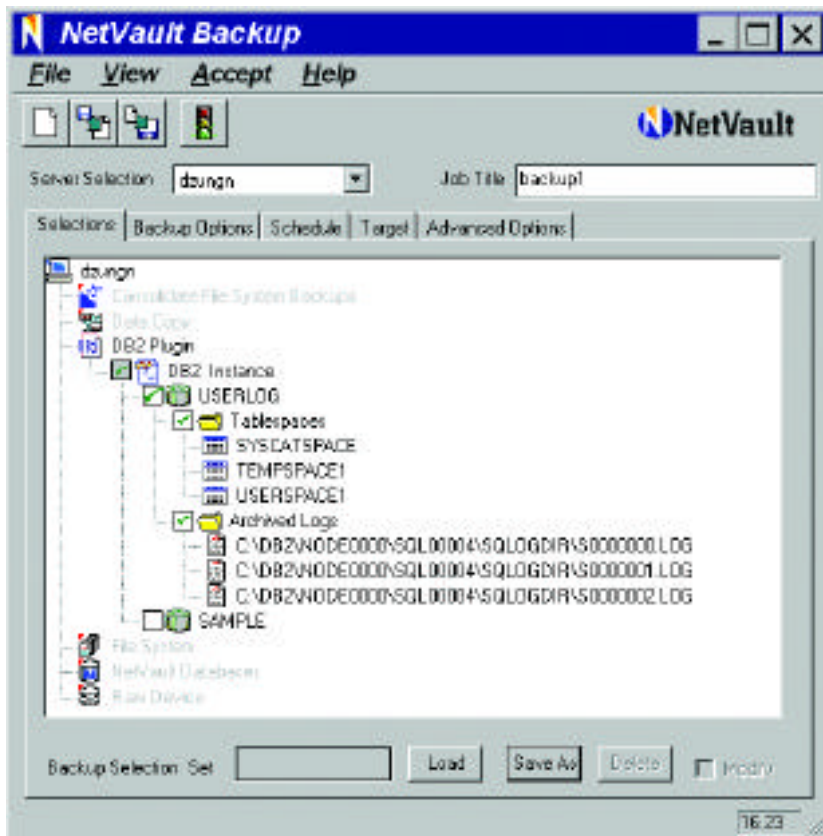 NetVault Backup
File View Accept Help
NetVault
Server Selection dzungn Job Title backup1
Selections Backup Options Schedule Target Advanced Options
dzungn
Consolidate File System Backups
Data Copy
DB2 Plugin
DB2 Instance
USERLOG
Tablespaces
SYSCATSPACE
TEMPSPACE1
USERSPACE1
Archived Logs
C:\DB2\NODE0000\SQL00004\SQLOGDIR\S0000000.LOG
C:\DB2\NODE0000\SQL00004\SQLOGDIR\S0000001.LOG
C:\DB2\NODE0000\SQL00004\SQLOGDIR\S0000002.LOG
SAMPLE
File System
NetVault Databases
Raw Device
Backup Selection Set Load Save As Delete Modify
16:23